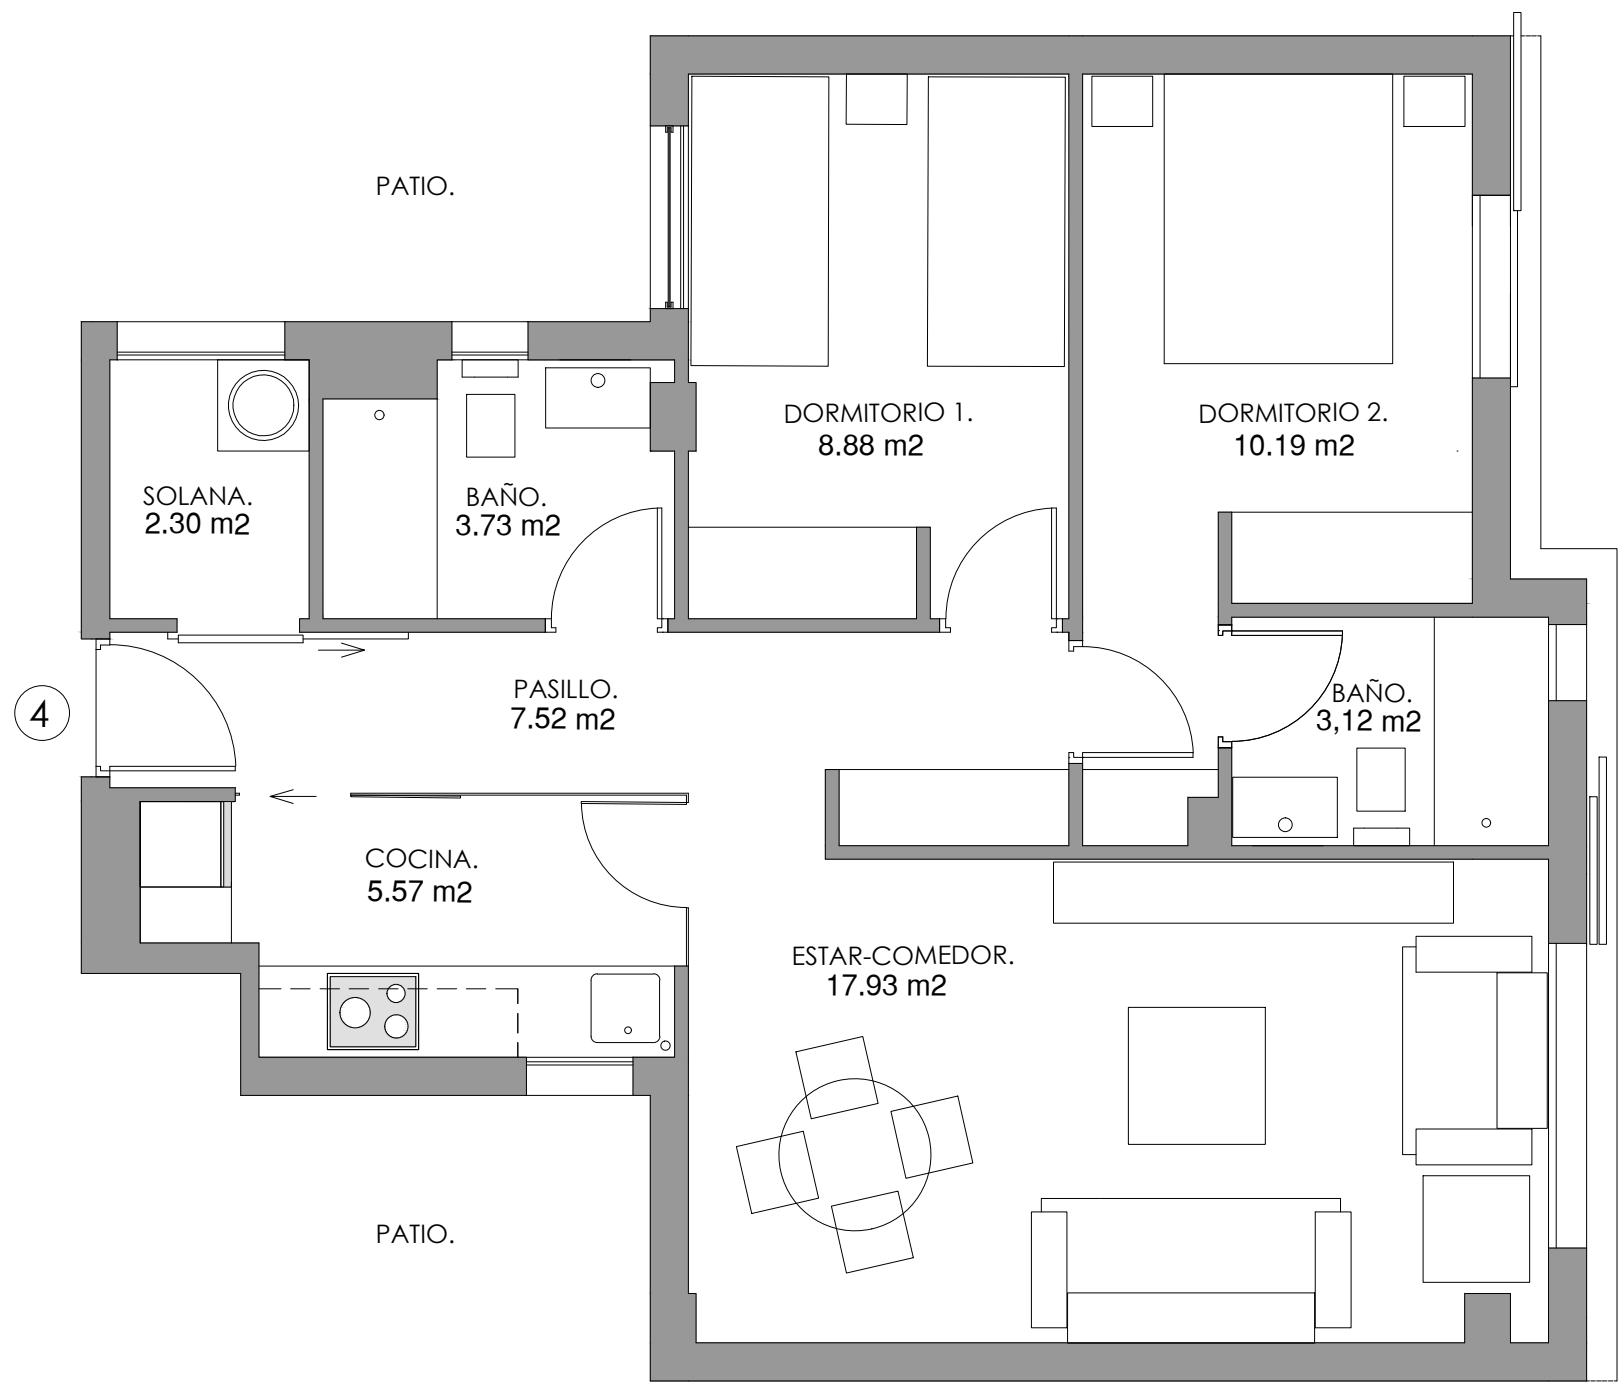 PATIO.
DORMITORIO 1.
8.88 m2
DORMITORIO 2.
10.19 m2
SOLANA.
2.30 m2
BAÑO.
3.73 m2
4
PASILLO.
7.52 m2
BAÑO.
3,12 m2
COCINA.
5.57 m2
ESTAR-COMEDOR.
17.93 m2
PATIO.